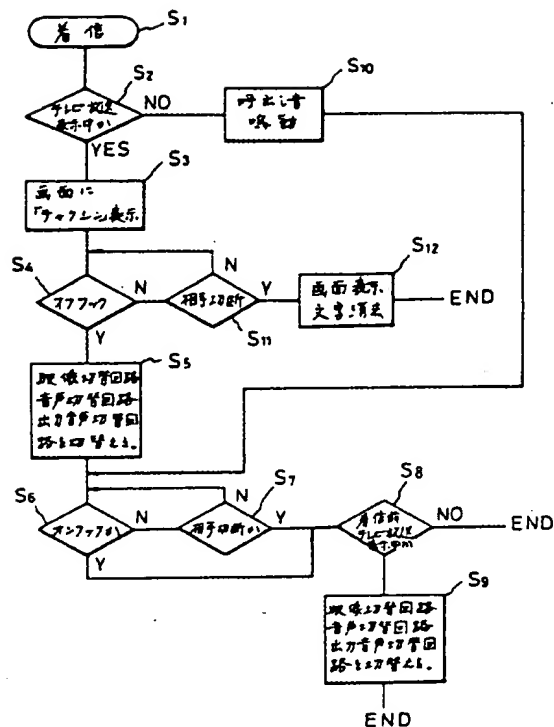 着信
S1
S2
テレビ放送
表示中か
NO
YES
S10
呼出し音
鳴動
S3
画面に
「チャクシン」表示
S4
オフフック
N
Y
相手切断
N
Y
S11
S12
画面表示
文字消去
END
S5
映像切替回路
音声切替回路
出力音声切替回
路を切替える。
S6
オンフックか
N
Y
S7
相手切断か
N
Y
S8
着信前
テレビ放送
NO
END
S9
映像切替回路
音声切替回路
出力音声切替回
路を切替える。
END